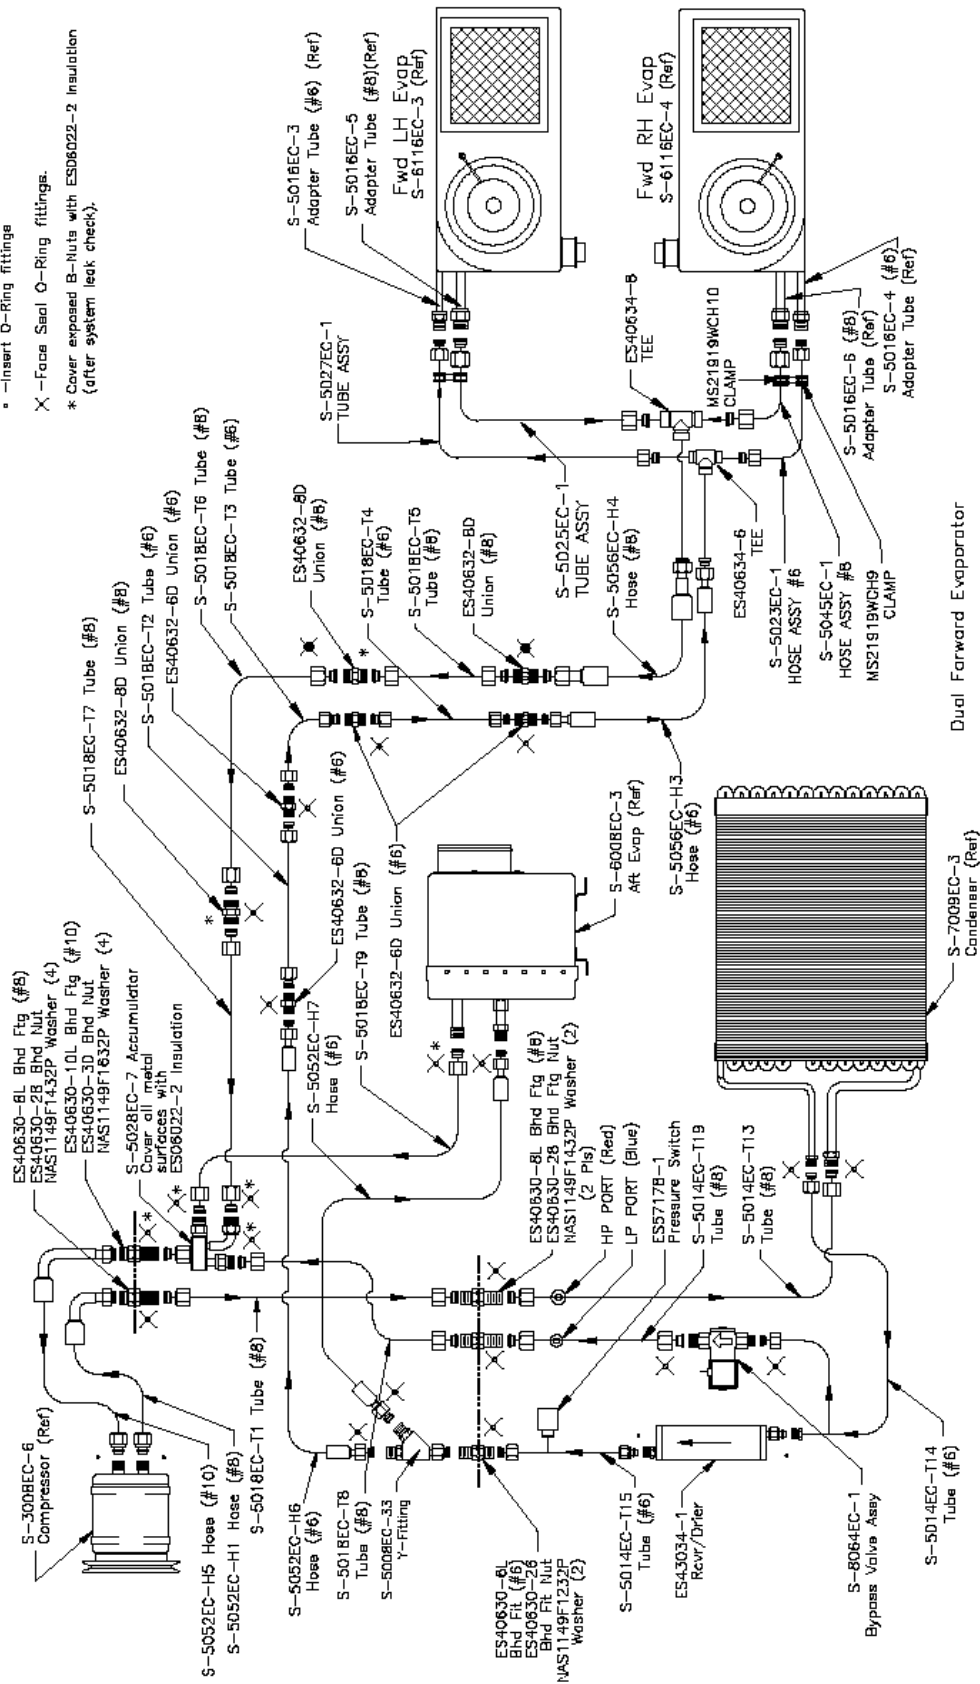 ▫ -Insert O-Ring fittings
X -Face Seal O-Ring fittings.
* Cover exposed B-Nuts with ES06022-2 Insulation
(after system leak check).
S-3008EC-6
Compressor (Ref)
S-5052EC-H5 Hose (#10)
S-5052EC-H1 Hose (#8)
S-5018EC-T1 Tube (#8)
ES40630-8L Bhd Ftg (#8)
ES40630-28 Bhd Nut
NAS1149F1432P Washer (4)
ES40630-10L Bhd Ftg (#10)
ES40630-3D Bhd Nut
NAS1149F1632P Washer (4)
S-5028EC-7 Accumulator
Cover all metal
surfaces with
ES06022-2 Insulation
S-5018EC-T7 Tube (#8)
ES40632-8D Union (#8)
S-5018EC-T2 Tube (#6)
ES40632-6D Union (#6)
S-5018EC-T6 Tube (#8)
S-5018EC-T3 Tube (#6)
ES40632-8D
Union (#8)
S-5018EC-T4
Tube (#6)
S-5018EC-T5
Tube (#8)
ES40632-8D
Union (#8)
S-5056EC-H4
Hose (#8)
S-5016EC-3
Adapter Tube (#6) (Ref)
S-5016EC-5
Adapter Tube (#8)(Ref)
Fwd LH Evap
S-6116EC-3 (Ref)
S-5027EC-1
TUBE ASSY
S-5025EC-1
TUBE ASSY
ES40634-8
TEE
MS21919WCH10
CLAMP
Fwd RH Evap
S-6116EC-4 (Ref)
S-5016EC-6 (#8)
Adapter Tube (Ref)
S-5016EC-4 (#6)
Adapter Tube (Ref)
ES40634-6
TEE
S-5023EC-1
HOSE ASSY #6
S-5045EC-1
HOSE ASSY #8
MS21919WCH9
CLAMP
Dual Forward Evaporator
S-5052EC-H7
Hose (#6)
S-5018EC-T9 Tube (#8)
ES40632-6D Union (#6)
ES40632-6D Union (#6)
S-6008EC-3
Aft Evap (Ref)
S-5056EC-H3
Hose (#6)
S-7009EC-3
Condenser (Ref)
S-5052EC-H6
Hose (#6)
S-5018EC-T8
Tube (#8)
S-5008EC-33
Y-Fitting
ES40630-8L Bhd Ftg (#8)
ES40630-28 Bhd Ftg Nut
NAS1149F1432P Washer (2)
(2 Pls)
HP PORT (Red)
LP PORT (Blue)
ES5717B-1
Pressure Switch
S-5014EC-T19
Tube (#8)
S-5014EC-T13
Tube (#8)
ES40630-6L
Bhd Fit (#6)
ES40630-26
Bhd Fit Nut
NAS1149F1232P
Washer (2)
S-5014EC-T15
Tube (#6)
ES43034-1
Rcvr/Drier
S-8064EC-1
Bypass Valve Assy
S-5014EC-T14
Tube (#6)